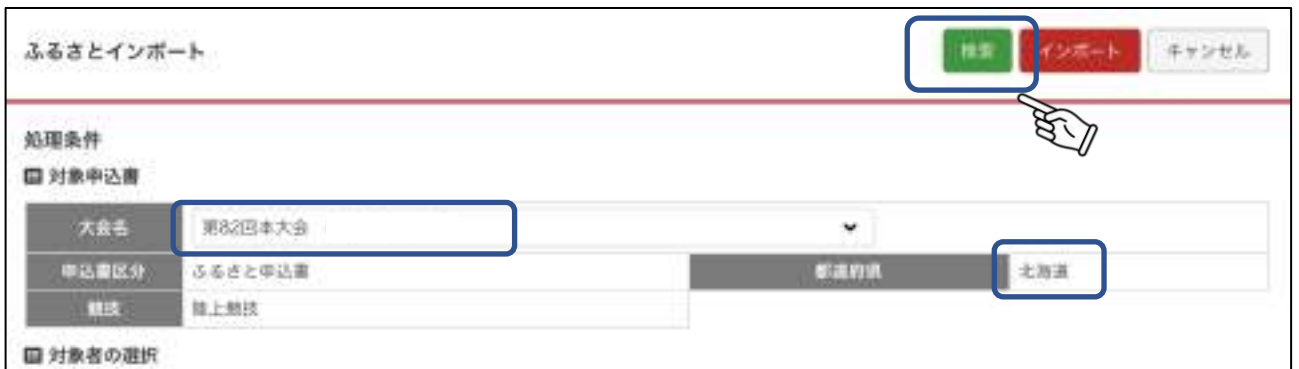 ふるさとインポート
検索 インポート キャンセル
処理条件
対象申込書
大会名 第82回本大会
申込書区分 ふるさと申込書 都道府県 北海道
競技 陸上競技
対象者の選択